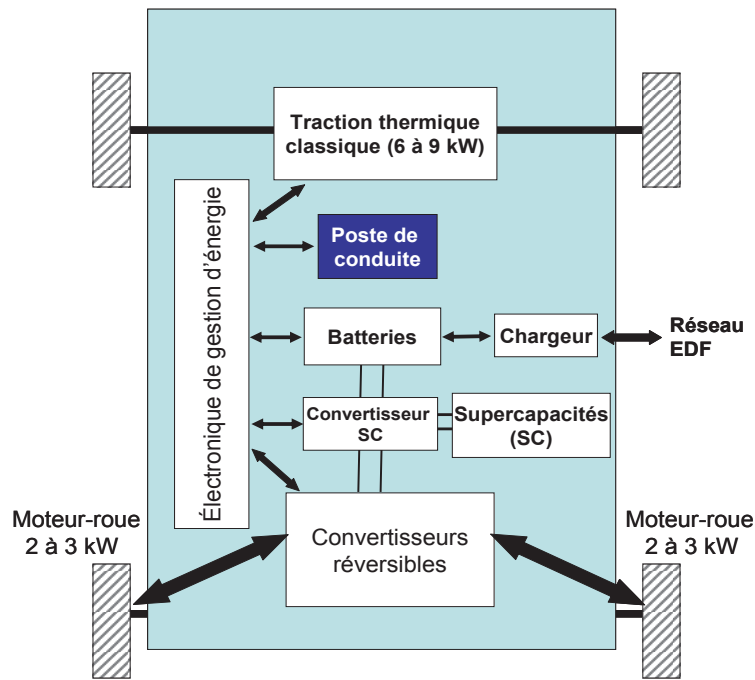 Traction thermique
classique (6 à 9 kW)
Électronique de gestion d'énergie
Poste de
conduite
Batteries
Chargeur
Réseau
EDF
Convertisseur
SC
Supercapacités
(SC)
Moteur-roue
2 à 3 kW
Convertisseurs
réversibles
Moteur-roue
2 à 3 kW